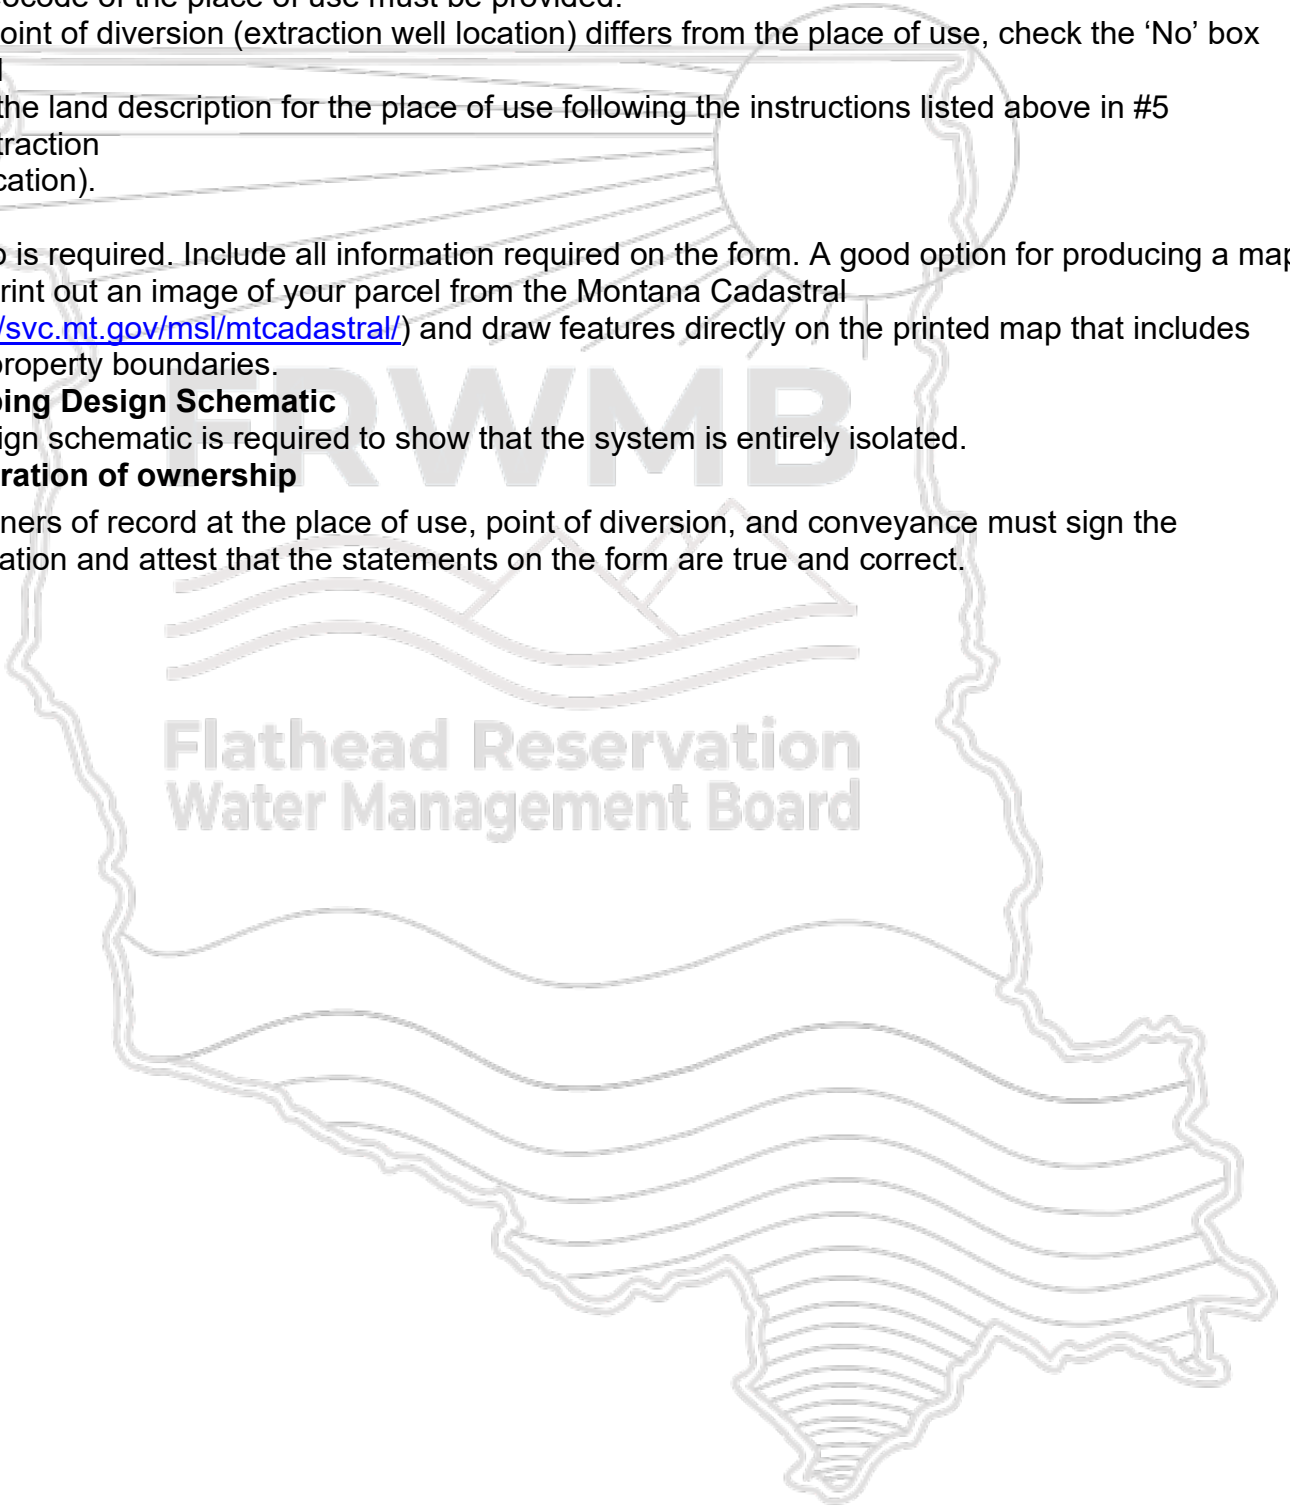 ocode of the place of use must be provided.
oint of diversion (extraction well location) differs from the place of use, check the ‘No’ box
the land description for the place of use following the instructions listed above in #5
traction
cation).
is required. Include all information required on the form. A good option for producing a map
rint out an image of your parcel from the Montana Cadastral
/svc.mt.gov/msl/mtcadastral/) and draw features directly on the printed map that includes
property boundaries.
ping Design Schematic
ign schematic is required to show that the system is entirely isolated.
ration of ownership
ners of record at the place of use, point of diversion, and conveyance must sign the
ation and attest that the statements on the form are true and correct.
FRWMB
Flathead Reservation
Water Management Board